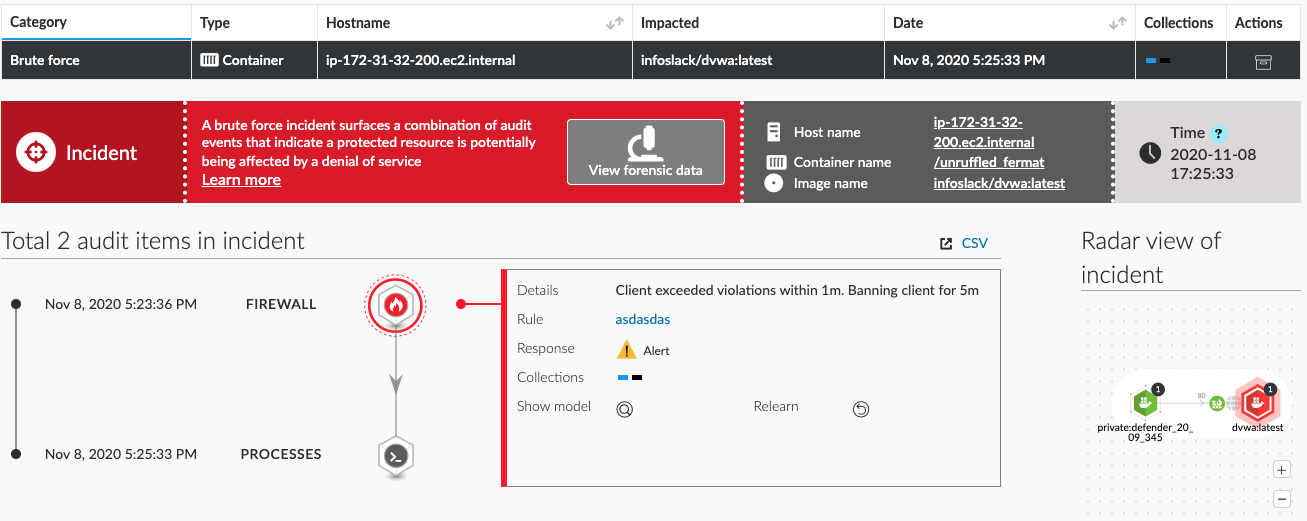 Category Type Hostname Impacted Date Collections Actions
Brute force Container ip-172-31-32-200.ec2.internal infoslack/dvwa:latest Nov 8, 2020 5:25:33 PM
Incident
A brute force incident surfaces a combination of audit
events that indicate a protected resource is potentially
being affected by a denial of service
Learn more
View forensic data
Host name ip-172-31-32-
200.ec2.internal
Container name /unruffled_fermat
Image name infoslack/dvwa:latest
Time ?
2020-11-08
17:25:33
Total 2 audit items in incident
CSV
Nov 8, 2020 5:23:36 PM FIREWALL
Nov 8, 2020 5:25:33 PM PROCESSES
Details Client exceeded violations within 1m. Banning client for 5m
Rule asdasdas
Response Alert
Collections
Show model Relearn
Radar view of
incident
1
80
1
private:defender_20_
09_345
dvwa:latest
+
−